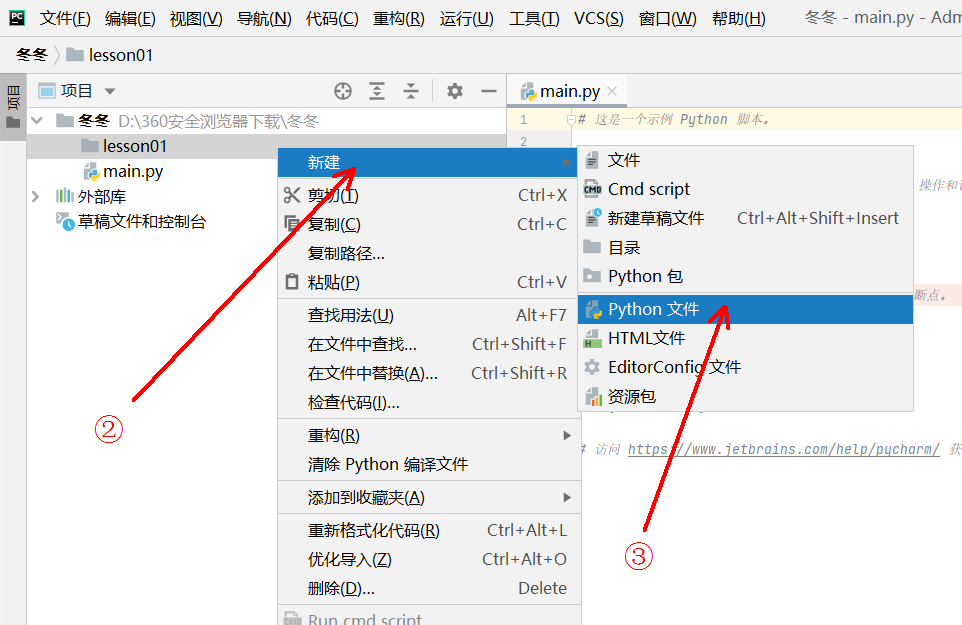 PC 文件(F) 编辑(E) 视图(V) 导航(N) 代码(C) 重构(R) 运行(U) 工具(T) VCS(S) 窗口(W) 帮助(H) 冬冬 - main.py - Adm
冬冬 lesson01
项目
项目
main.py
冬冬 D:\360安全浏览器下载\冬冬
lesson01
main.py
外部库
草稿文件和控制台
1 # 这是一个示例 Python 脚本。
2
操作和
断点。
# 访问 https://www.jetbrains.com/help/pycharm/ 获
新建
剪切(T) Ctrl+X
复制(C) Ctrl+C
复制路径...
粘贴(P) Ctrl+V
查找用法(U) Alt+F7
在文件中查找... Ctrl+Shift+F
在文件中替换(A)... Ctrl+Shift+R
检查代码(I)...
重构(R)
清除 Python 编译文件
添加到收藏夹(A)
重新格式化代码(R) Ctrl+Alt+L
优化导入(Z) Ctrl+Alt+O
删除(D)... Delete
Run cmd script
文件
CMD Cmd script
新建草稿文件 Ctrl+Alt+Shift+Insert
目录
Python 包
Python 文件
H HTML文件
EditorConfig 文件
资源包
②
③